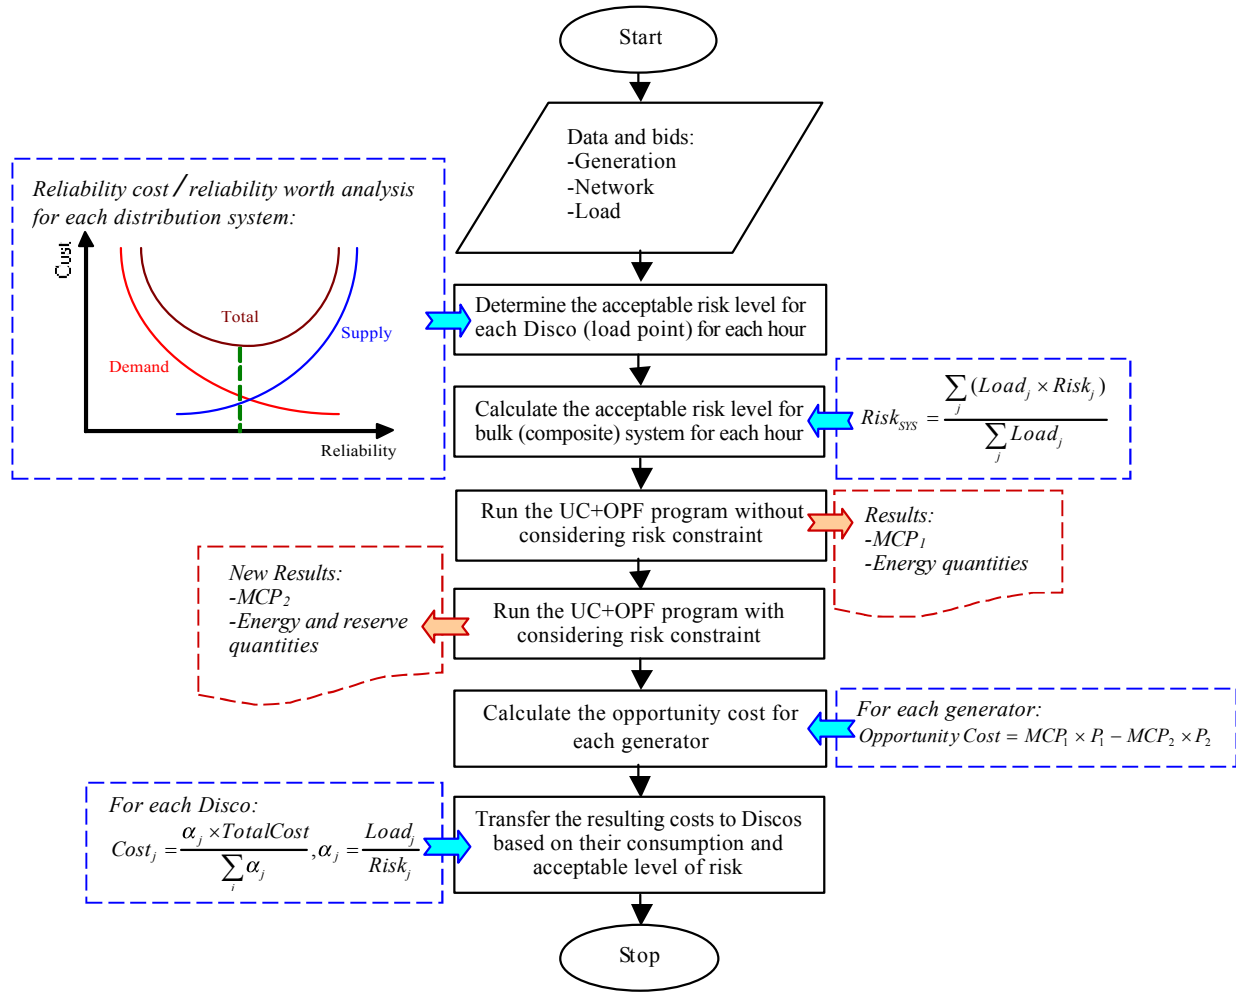 Start
Data and bids:
-Generation
-Network
-Load
Reliability cost / reliability worth analysis
for each distribution system:
Cost
Total
Supply
Demand
Reliability
Determine the acceptable risk level for
each Disco (load point) for each hour
Calculate the acceptable risk level for
bulk (composite) system for each hour
Risk_SYS = ∑_j (Load_j × Risk_j) / ∑_j Load_j
Run the UC+OPF program without
considering risk constraint
Results:
-MCP_1
-Energy quantities
New Results:
-MCP_2
-Energy and reserve
quantities
Run the UC+OPF program with
considering risk constraint
Calculate the opportunity cost for
each generator
For each generator:
Opportunity Cost = MCP_1 × P_1 − MCP_2 × P_2
For each Disco:
Cost_j = α_j × TotalCost / ∑_i α_j , α_j = Load_j / Risk_j
Transfer the resulting costs to Discos
based on their consumption and
acceptable level of risk
Stop